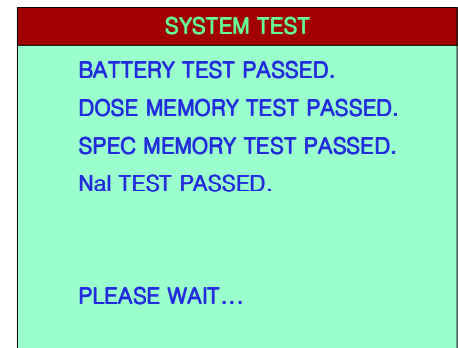 SYSTEM TEST
BATTERY TEST PASSED.
DOSE MEMORY TEST PASSED.
SPEC MEMORY TEST PASSED.
NaI TEST PASSED.
PLEASE WAIT...